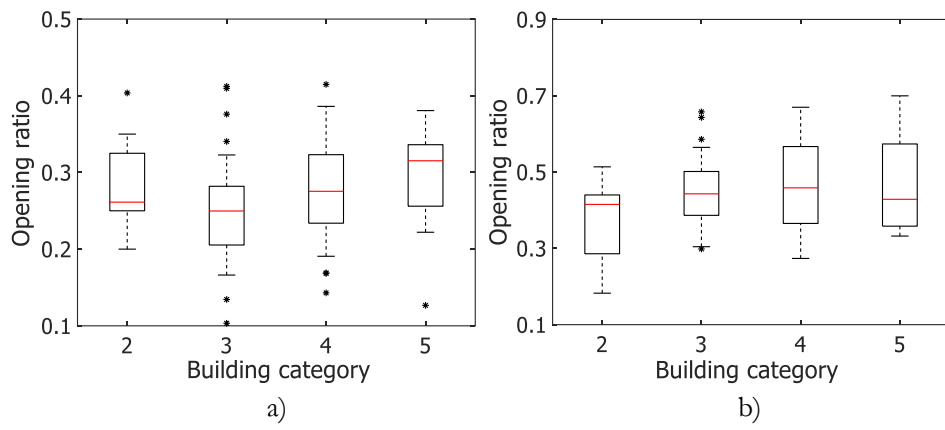 0.5
0.4
0.3
0.2
0.1
Opening ratio
2 3 4 5
Building category
a)
0.9
0.7
0.5
0.3
0.1
Opening ratio
2 3 4 5
Building category
b)